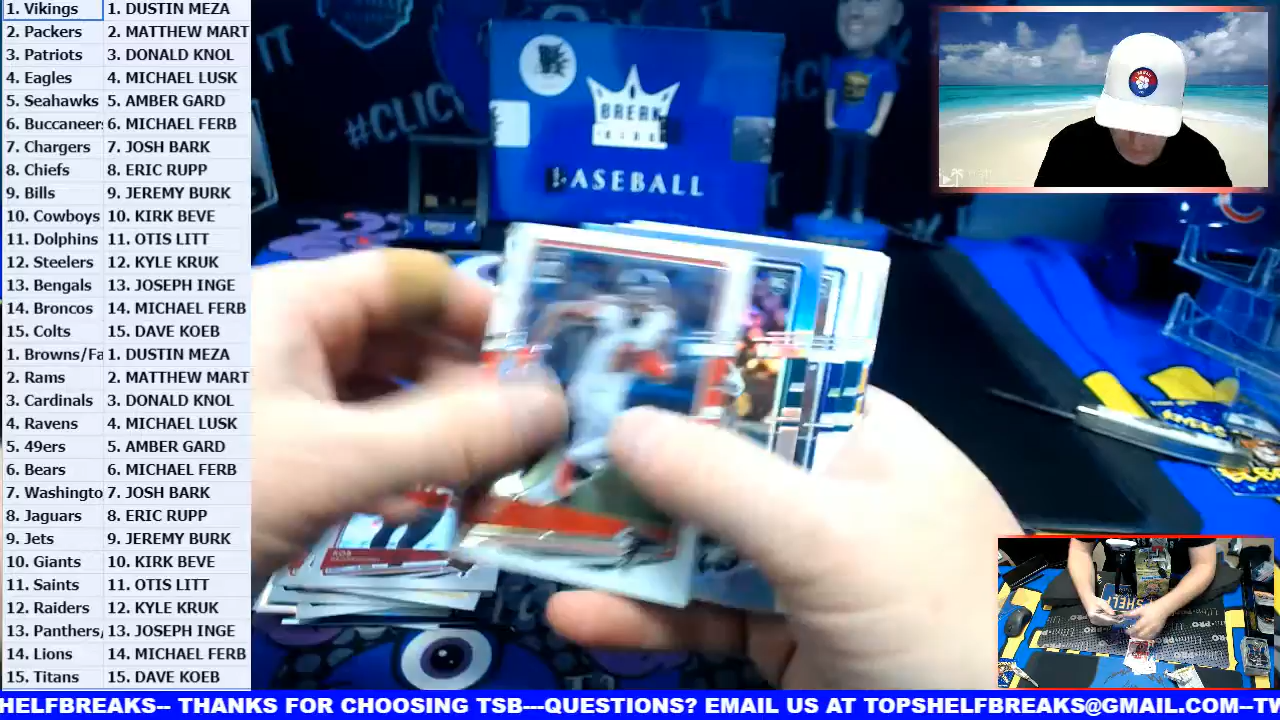 1. Vikings 1. DUSTIN MEZA
2. Packers 2. MATTHEW MART
3. Patriots 3. DONALD KNOL
4. Eagles 4. MICHAEL LUSK
5. Seahawks 5. AMBER GARD
6. Buccaneers 6. MICHAEL FERB
7. Chargers 7. JOSH BARK
8. Chiefs 8. ERIC RUPP
9. Bills 9. JEREMY BURK
10. Cowboys 10. KIRK BEVE
11. Dolphins 11. OTIS LITT
12. Steelers 12. KYLE KRUK
13. Bengals 13. JOSEPH INGE
14. Broncos 14. MICHAEL FERB
15. Colts 15. DAVE KOEB
1. Browns/Fa 1. DUSTIN MEZA
2. Rams 2. MATTHEW MART
3. Cardinals 3. DONALD KNOL
4. Ravens 4. MICHAEL LUSK
5. 49ers 5. AMBER GARD
6. Bears 6. MICHAEL FERB
7. Washingto 7. JOSH BARK
8. Jaguars 8. ERIC RUPP
9. Jets 9. JEREMY BURK
10. Giants 10. KIRK BEVE
11. Saints 11. OTIS LITT
12. Raiders 12. KYLE KRUK
13. Panthers/ 13. JOSEPH INGE
14. Lions 14. MICHAEL FERB
15. Titans 15. DAVE KOEB
#CLICK
BREAK
BASEBALL
ROB
SHELFBREAKS-- THANKS FOR CHOOSING TSB---QUESTIONS? EMAIL US AT TOPSHELFBREAKS@GMAIL.COM--TW